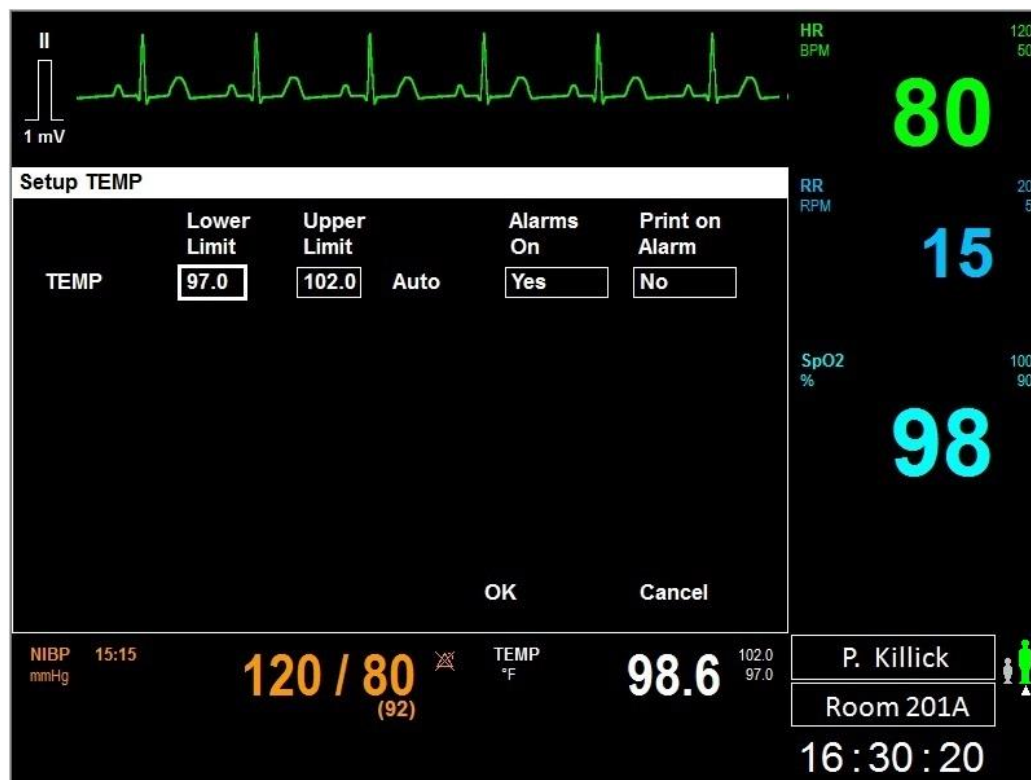 II
1 mV
HR 120
BPM 50
80
Setup TEMP
RR 20
RPM 5
15
Lower Upper Alarms Print on
Limit Limit On Alarm
TEMP 97.0 102.0 Auto Yes No
SpO2 100
% 90
98
OK Cancel
NIBP 15:15
mmHg
120 / 80
(92)
TEMP
°F
98.6
102.0
97.0
P. Killick
Room 201A
16:30:20